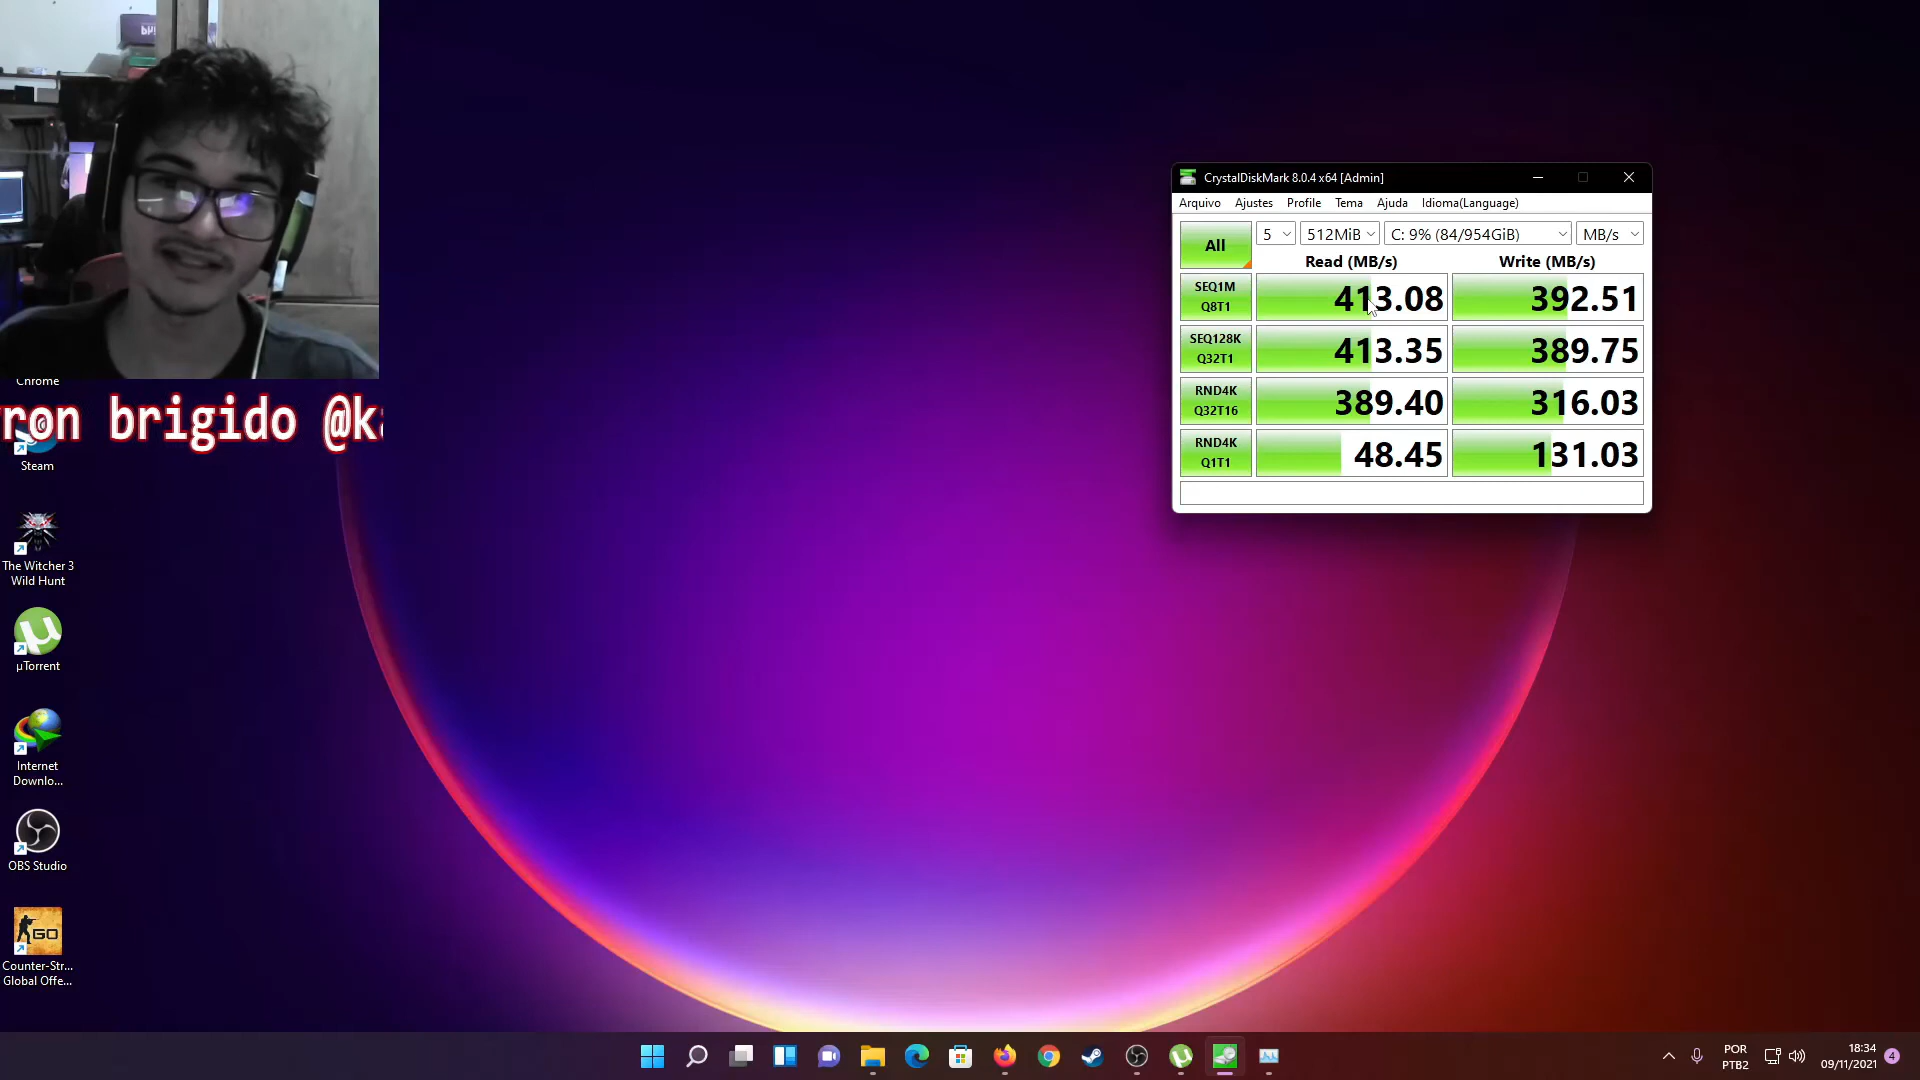 Chrome
ron brigido @ka
Steam
The Witcher 3
Wild Hunt
µTorrent
Internet
Downlo...
OBS Studio
GO
Counter-Str...
Global Offe...
CrystalDiskMark 8.0.4 x64 [Admin]
Arquivo Ajustes Profile Tema Ajuda Idioma(Language)
All 5 512MiB C: 9% (84/954GiB) MB/s
Read (MB/s) Write (MB/s)
SEQ1M
Q8T1
413.08 392.51
SEQ128K
Q32T1
413.35 389.75
RND4K
Q32T16
389.40 316.03
RND4K
Q1T1
48.45 131.03
POR
PTB2
18:34
09/11/2021
4